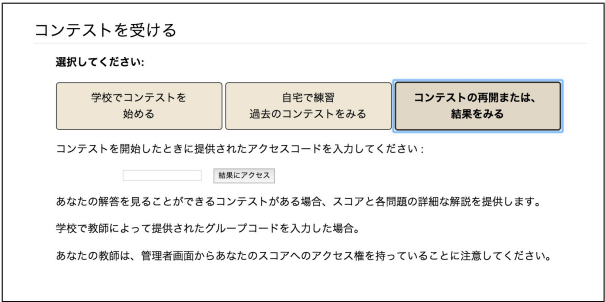 コンテストを受ける
選択してください:
学校でコンテストを
始める
自宅で練習
過去のコンテストをみる
コンテストの再開または、
結果をみる
コンテストを開始したときに提供されたアクセスコードを入力してください :
結果にアクセス
あなたの解答を見ることができるコンテストがある場合、スコアと各問題の詳細な解説を提供します。
学校で教師によって提供されたグループコードを入力した場合。
あなたの教師は、管理者画面からあなたのスコアへのアクセス権を持っていることに注意してください。